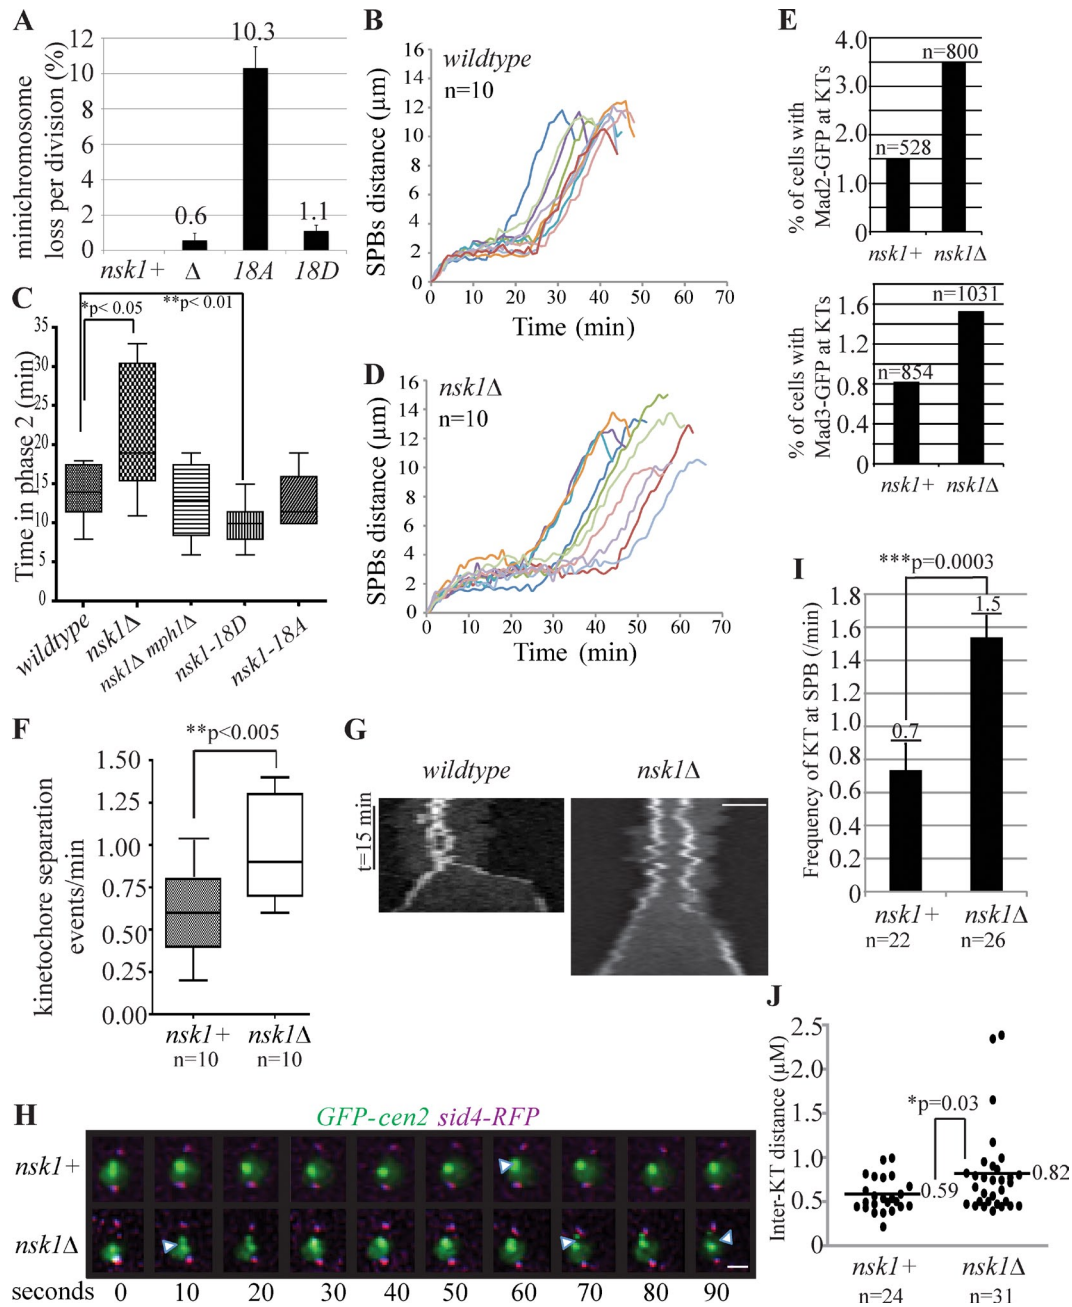 A
10.3
12
10
8
6
4
2
0
minichromosome
loss per division (%)
0.6
1.1
nsk1+
Δ
18A
18D
B
wildtype
n=10
16
14
12
10
8
6
4
2
0
SPBs distance (μm)
0
10
20
30
40
50
60
70
Time (min)
E
4.0
3.0
2.0
1.0
0
% of cells with
Mad2-GFP at KTs
n=528
n=800
nsk1+
nsk1Δ
1.6
1.2
0.8
0.4
0
% of cells with
Mad3-GFP at KTs
n=854
n=1031
nsk1+
nsk1Δ
C
*p< 0.05
**p< 0.01
35
30
25
20
15
10
5
0
Time in phase 2 (min)
wildtype
nsk1Δ
nsk1Δ mph1Δ
nsk1-18D
nsk1-18A
D
nsk1Δ
n=10
16
14
12
10
8
6
4
2
0
SPBs distance (μm)
0
10
20
30
40
50
60
70
Time (min)
F
**p<0.005
1.50
1.25
1.00
0.75
0.50
0.25
0.00
kinetochore separation
events/min
nsk1+
nsk1Δ
n=10
n=10
G
wildtype
nsk1Δ
t=15 min
I
***p=0.0003
1.8
1.6
1.4
1.2
1.0
0.8
0.6
0.4
0.2
0
Frequency of KT at SPB (/min)
0.7
1.5
nsk1+
nsk1Δ
n=22
n=26
H
GFP-cen2 sid4-RFP
nsk1+
nsk1Δ
seconds 0 10 20 30 40 50 60 70 80 90
J
2.5
2.0
1.5
1.0
0.5
0
Inter-KT distance (μM)
*p=0.03
0.59
0.82
nsk1+
nsk1Δ
n=24
n=31